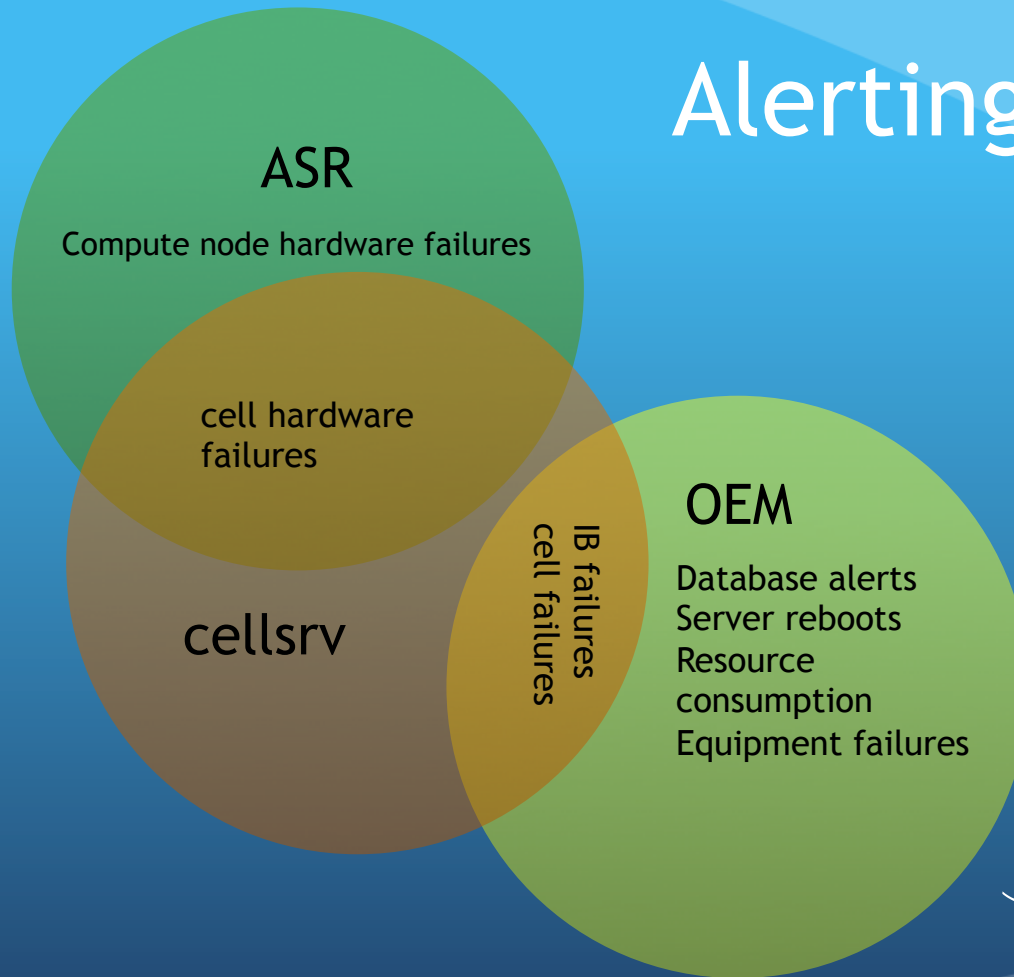 Alerting
ASR
Compute node hardware failures
cell hardware
failures
cellsrv
IB failures
cell failures
OEM
Database alerts
Server reboots
Resource
consumption
Equipment failures